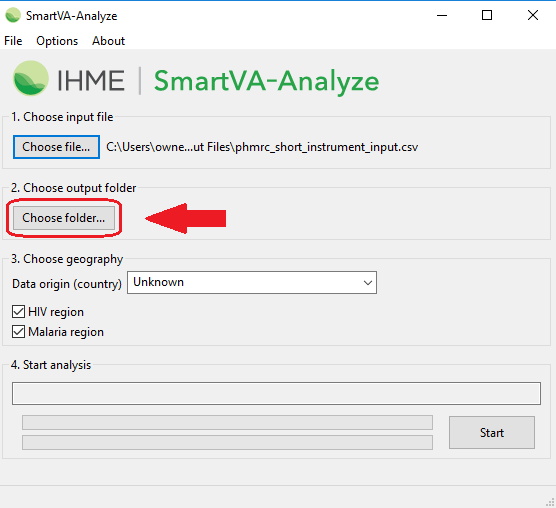 SmartVA-Analyze
File Options About
IHME | SmartVA-Analyze
1. Choose input file
Choose file... C:\Users\owne...ut Files\phmrc_short_instrument_input.csv
2. Choose output folder
Choose folder...
3. Choose geography
Data origin (country) Unknown
HIV region
Malaria region
4. Start analysis
Start